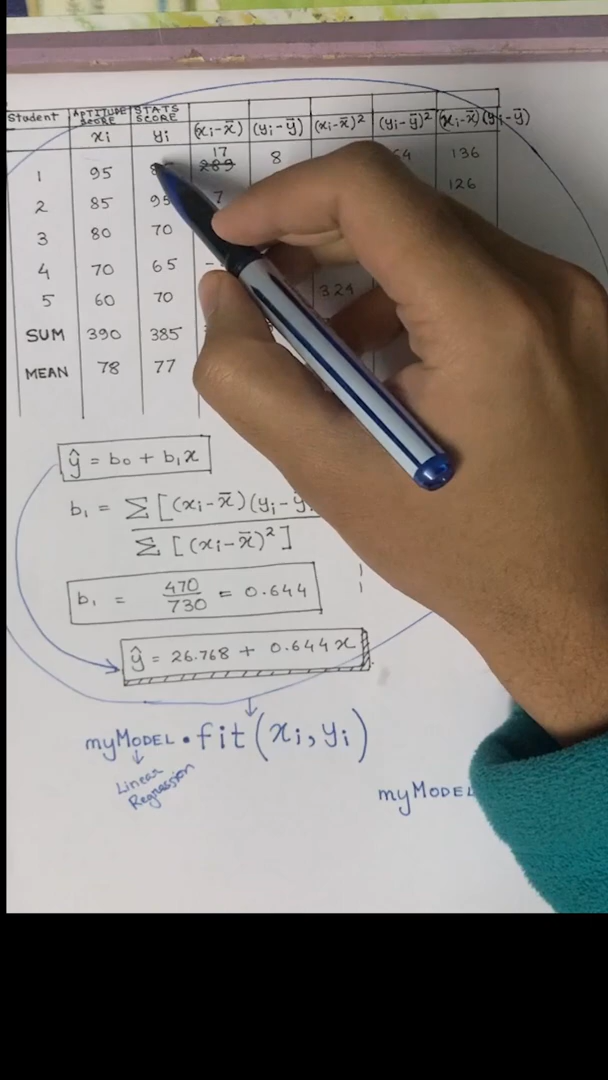 Student APTITUDE SCORE STATS SCORE
xi yi (xi-x̄) (yi-ȳ) (xi-x̄)² (yi-ȳ)² (xi-x̄)(yi-ȳ)
17 8 64 136
1 95 289
2 85 95 7 126
3 80 70
4 70 65 -
5 60 70 324
SUM 390 385
MEAN 78 77
ŷ = b0 + b1x
b1 = Σ[(xi-x̄)(yi-ȳ
Σ[(xi-x̄)²]
b1 = 470/730 = 0.644
ŷ = 26.768 + 0.644x
myMODEL.fit(xi,yi)
Linear
Regression
myMODEL